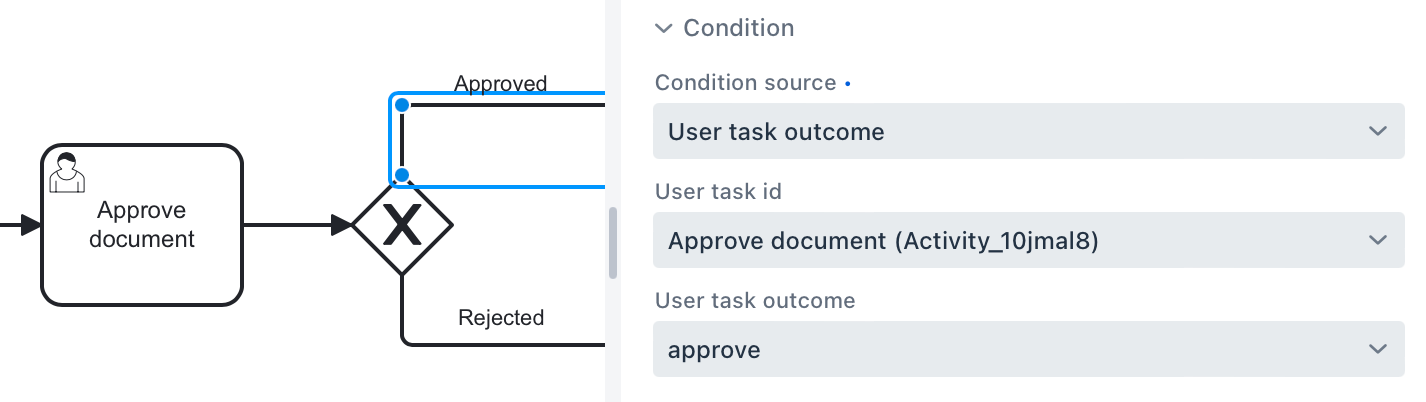 Approved
Approve
document
Rejected
Condition
Condition source
User task outcome
User task id
Approve document (Activity_10jmal8)
User task outcome
approve